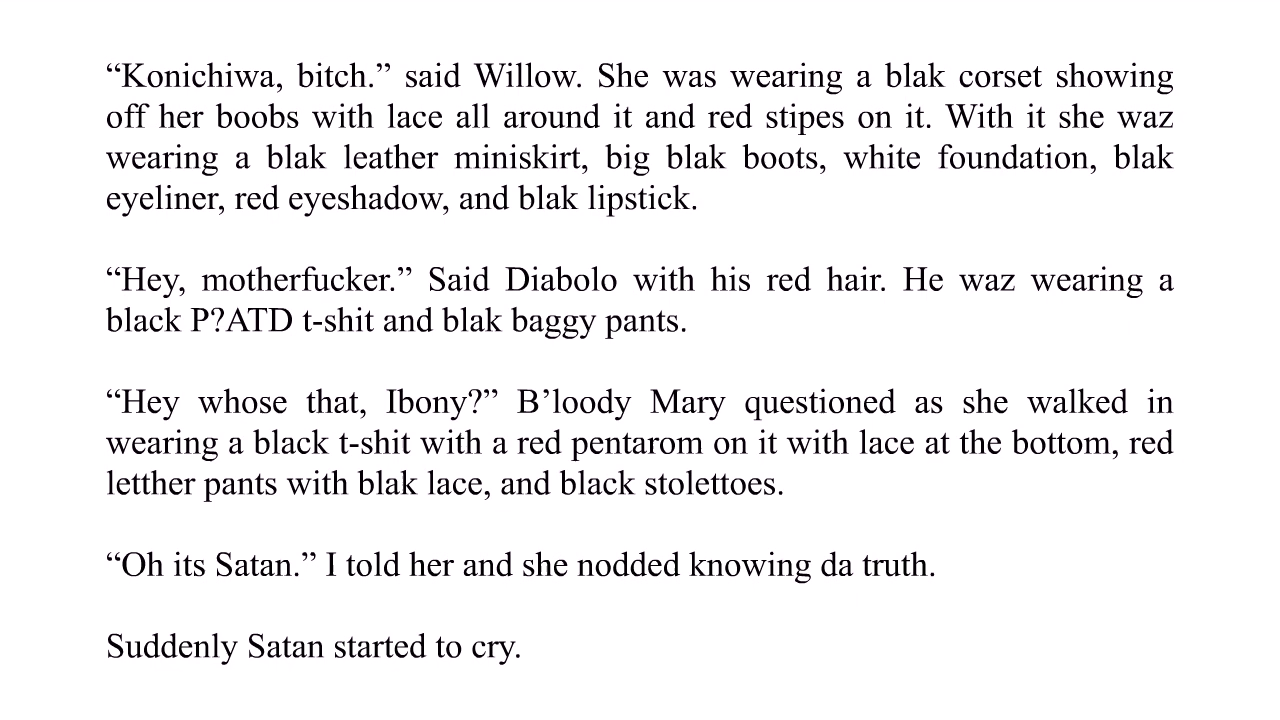 “Konichiwa, bitch.” said Willow. She was wearing a blak corset showing
off her boobs with lace all around it and red stipes on it. With it she waz
wearing a blak leather miniskirt, big blak boots, white foundation, blak
eyeliner, red eyeshadow, and blak lipstick.
“Hey, motherfucker.” Said Diabolo with his red hair. He waz wearing a
black P?ATD t-shit and blak baggy pants.
“Hey whose that, Ibony?” B’loody Mary questioned as she walked in
wearing a black t-shit with a red pentarom on it with lace at the bottom, red
letther pants with blak lace, and black stolettoes.
“Oh its Satan.” I told her and she nodded knowing da truth.
Suddenly Satan started to cry.